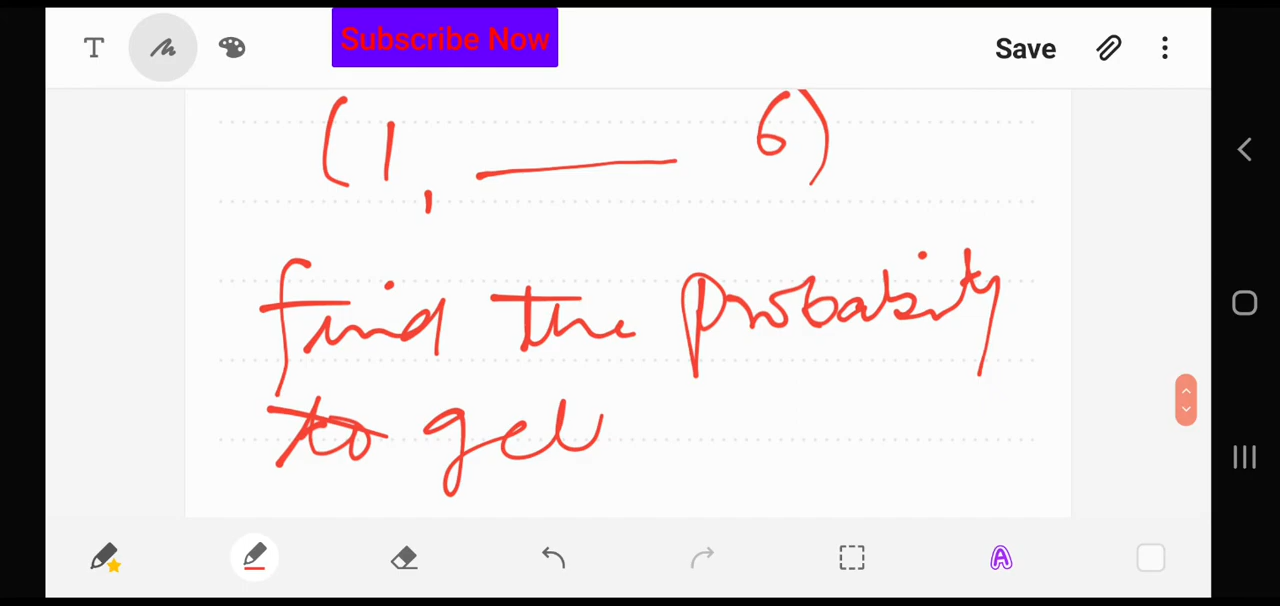 T
Subscribe Now
Save
(1, ——— 6)
find the probability
to get
A